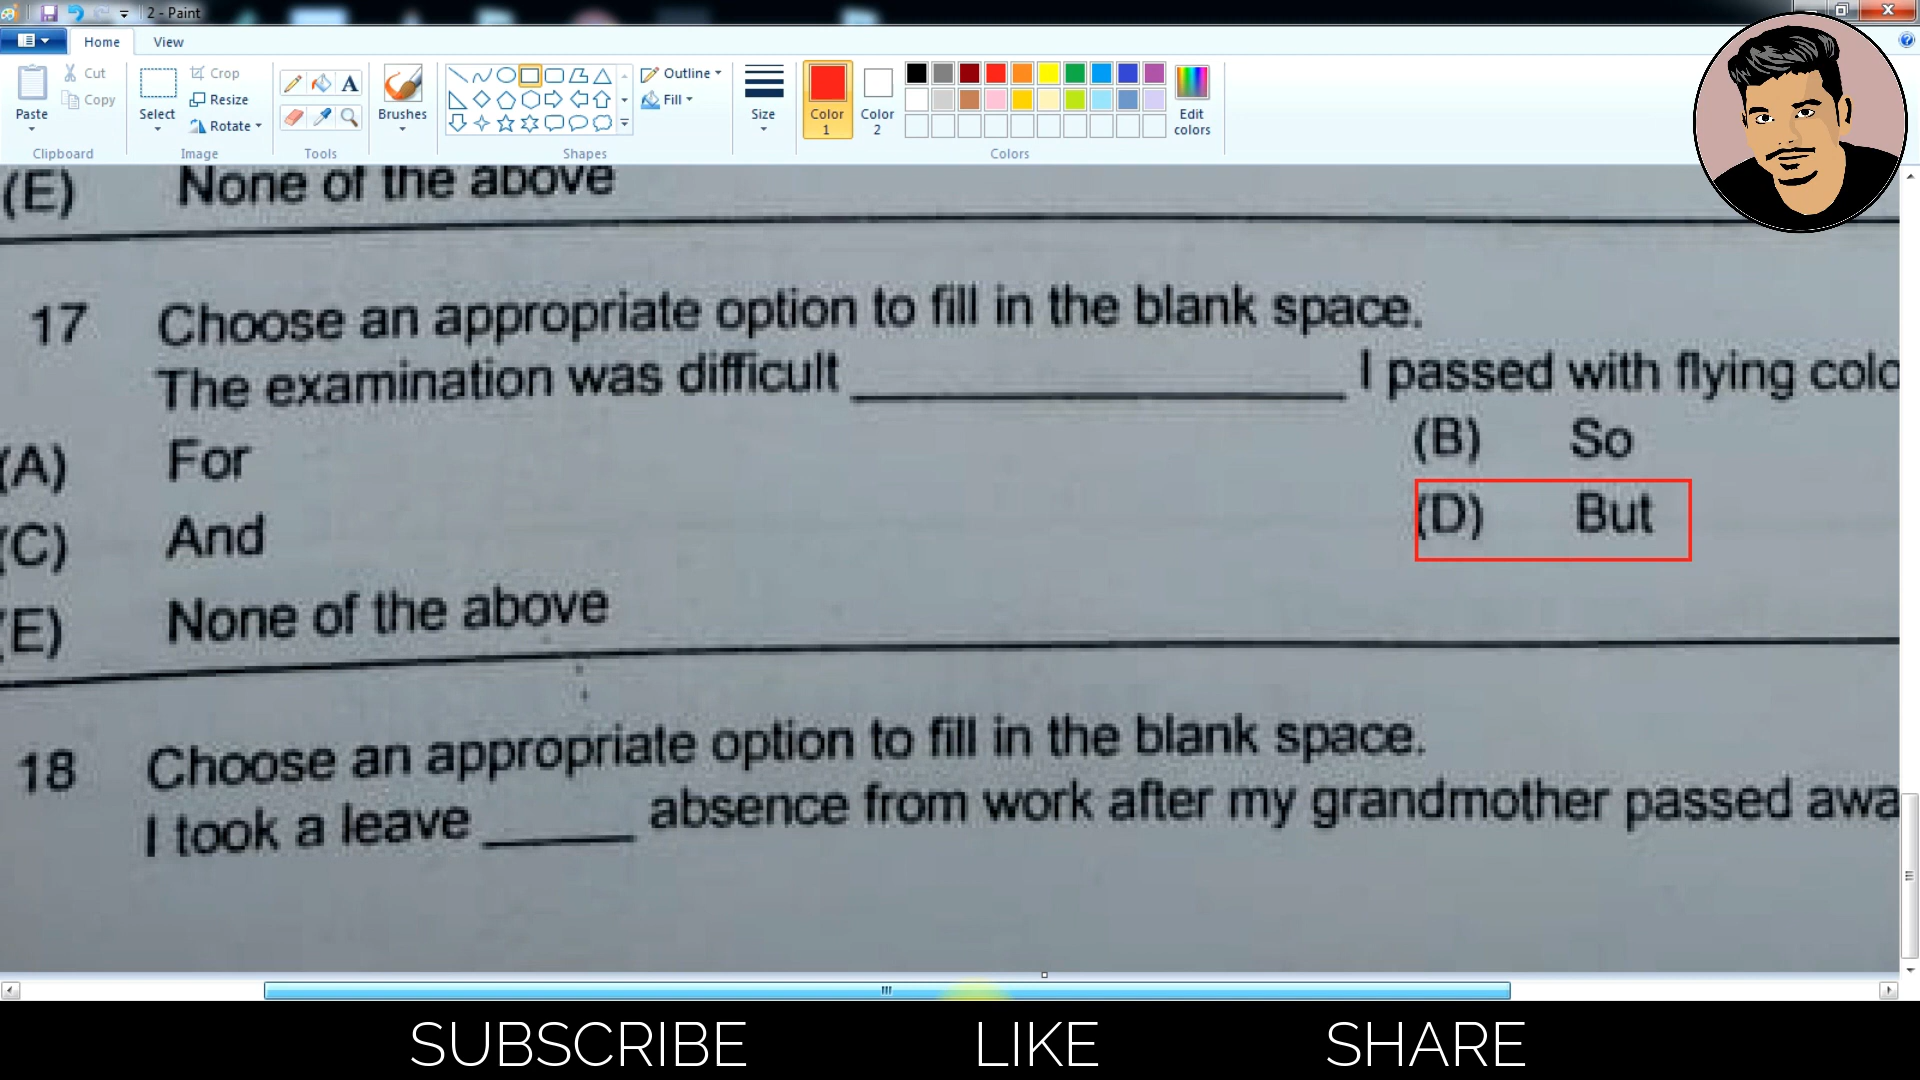 2 - Paint
Home View
Paste Cut Copy Clipboard
Select Crop Resize Rotate Image
Tools
Brushes
Shapes Outline Fill
Size
Color 1 Color 2 Edit colors Colors
(E) None of the above
17 Choose an appropriate option to fill in the blank space.
The examination was difficult ____________ I passed with flying colo
(A) For (B) So
(C) And (D) But
(E) None of the above
18 Choose an appropriate option to fill in the blank space.
I took a leave _____ absence from work after my grandmother passed awa
SUBSCRIBE LIKE SHARE